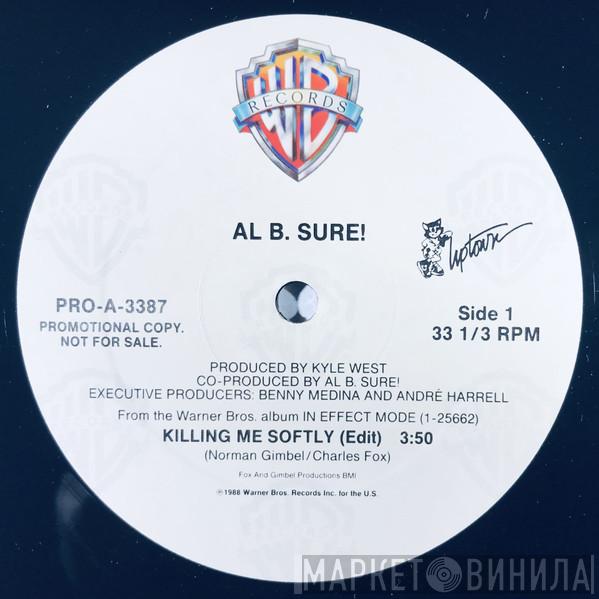 WB
RECORDS
AL B. SURE!
Uptown
PRO-A-3387
PROMOTIONAL COPY.
NOT FOR SALE.
Side 1
33 1/3 RPM
PRODUCED BY KYLE WEST
CO-PRODUCED BY AL B. SURE!
EXECUTIVE PRODUCERS: BENNY MEDINA AND ANDRÉ HARRELL
From the Warner Bros. album IN EFFECT MODE (1-25662)
KILLING ME SOFTLY (Edit) 3:50
(Norman Gimbel/Charles Fox)
Fox And Gimbel Productions BMI
℗1988 Warner Bros. Records Inc. for the U.S.
МАРКЕТ ВИНИЛА